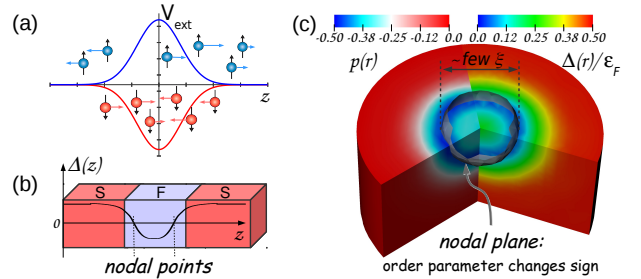 (a)
V_ext
z
(b)
Δ(z)
S
F
S
0
z
nodal points
(c)
-0.50 -0.38 -0.25 -0.12 0.0
0.0 0.12 0.25 0.38 0.50
p(r)
Δ(r)/ε_F
~few ξ
nodal plane:
order parameter changes sign